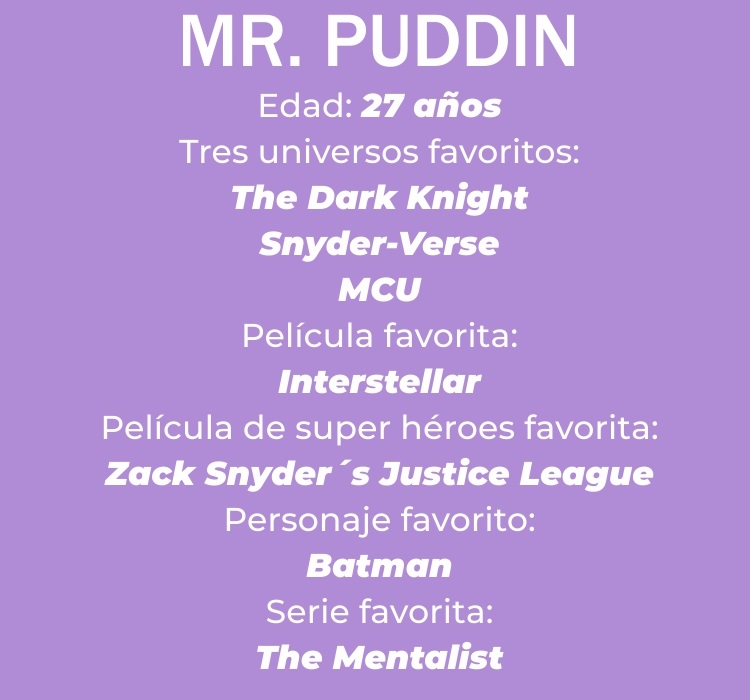 MR. PUDDIN
Edad: 27 años
Tres universos favoritos:
The Dark Knight
Snyder-Verse
MCU
Película favorita:
Interstellar
Película de super héroes favorita:
Zack Snyder´s Justice League
Personaje favorito:
Batman
Serie favorita:
The Mentalist